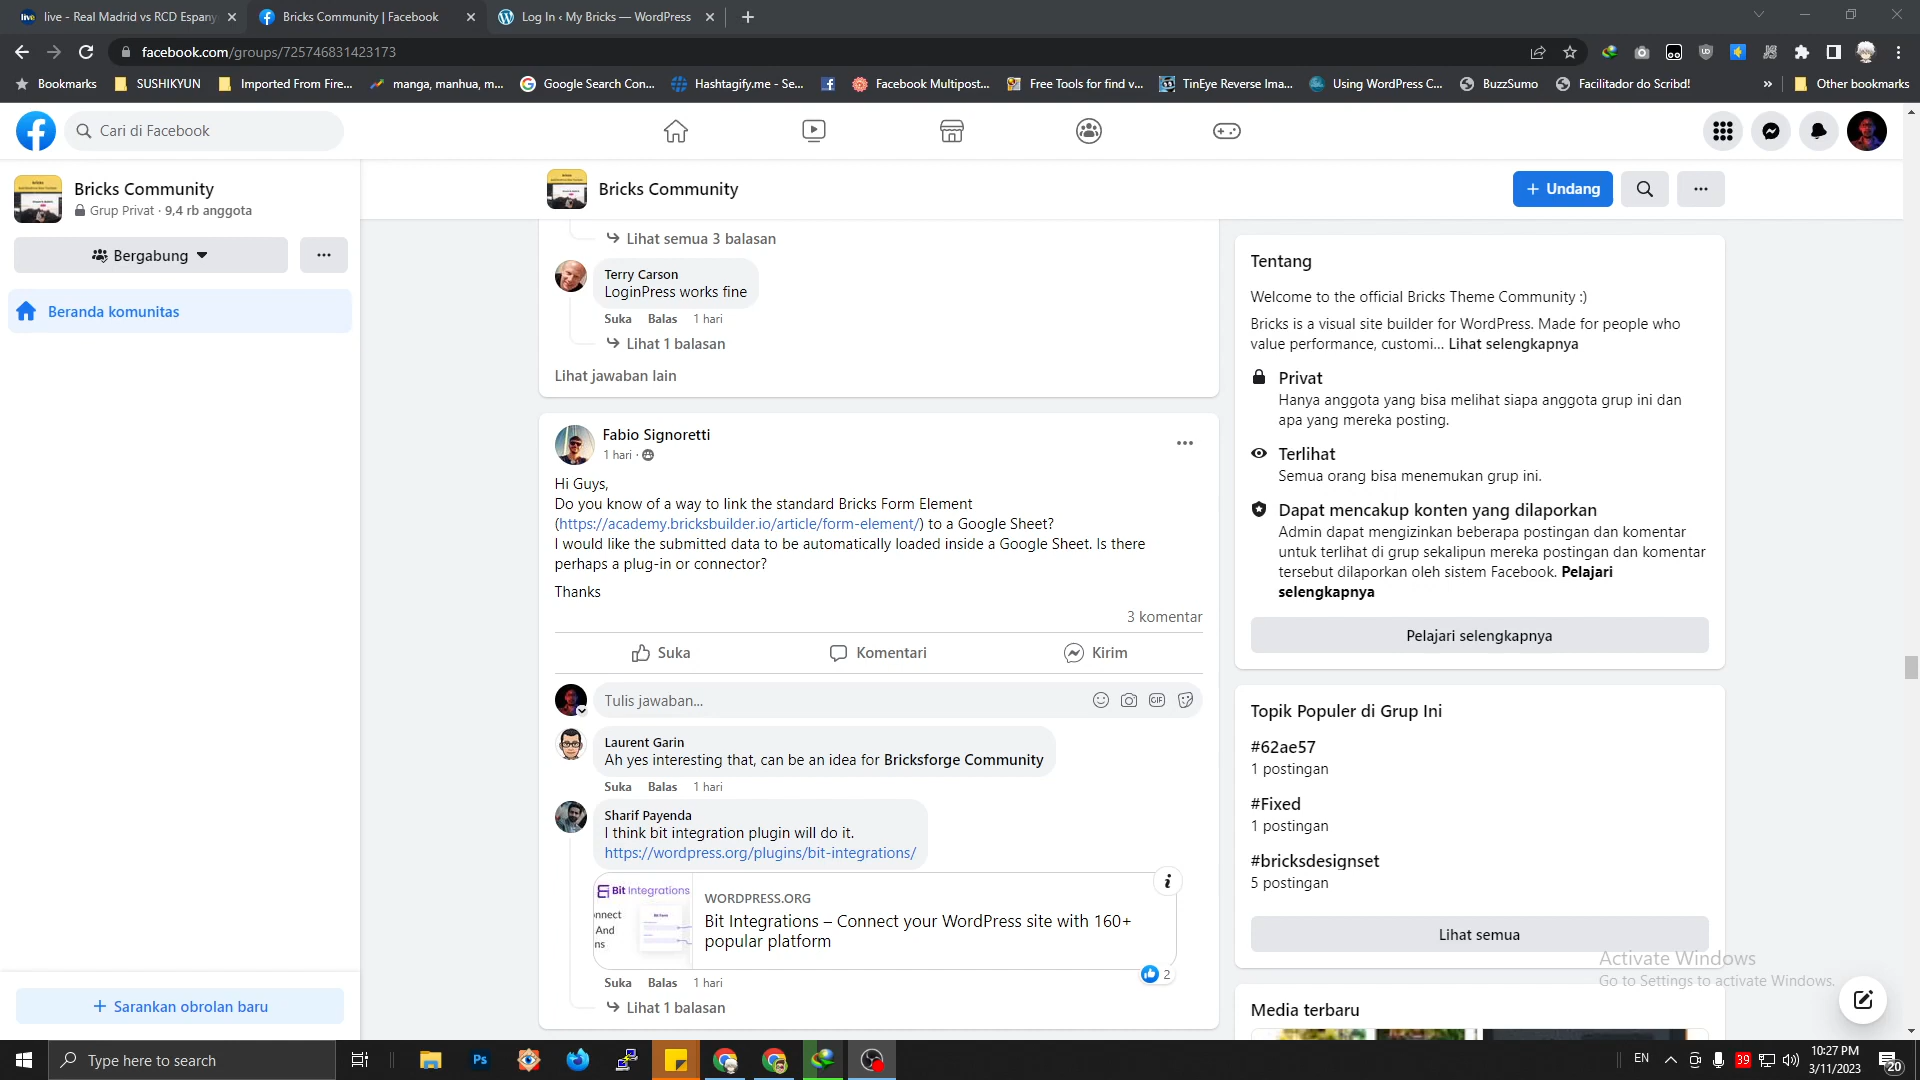 live - Real Madrid vs RCD Espany
Bricks Community | Facebook
Log In ‹ My Bricks — WordPress
facebook.com/groups/725746831423173
Bookmarks
SUSHIKYUN
Imported From Fire...
manga, manhua, m...
Google Search Con...
Hashtagify.me - Se...
Facebook Multipost...
Free Tools for find v...
TinEye Reverse Ima...
Using WordPress C...
BuzzSumo
Facilitador do Scribd!
»
Other bookmarks
Cari di Facebook
Bricks Community
Grup Privat · 9,4 rb anggota
Bergabung
Beranda komunitas
Sarankan obrolan baru
Bricks Community
Undang
Lihat semua 3 balasan
Terry Carson
LoginPress works fine
Suka Balas 1 hari
Lihat 1 balasan
Lihat jawaban lain
Fabio Signoretti
1 hari ·
Hi Guys,
Do you know of a way to link the standard Bricks Form Element
(https://academy.bricksbuilder.io/article/form-element/) to a Google Sheet?
I would like the submitted data to be automatically loaded inside a Google Sheet. Is there
perhaps a plug-in or connector?
Thanks
3 komentar
Suka
Komentari
Kirim
Tulis jawaban...
GIF
Laurent Garin
Ah yes interesting that, can be an idea for Bricksforge Community
Suka Balas 1 hari
Sharif Payenda
I think bit integration plugin will do it.
https://wordpress.org/plugins/bit-integrations/
Bit Integrations
nnect
And
ns
WORDPRESS.ORG
Bit Integrations – Connect your WordPress site with 160+
popular platform
2
Suka Balas 1 hari
Lihat 1 balasan
Tentang
Welcome to the official Bricks Theme Community :)
Bricks is a visual site builder for WordPress. Made for people who
value performance, customi... Lihat selengkapnya
Privat
Hanya anggota yang bisa melihat siapa anggota grup ini dan
apa yang mereka posting.
Terlihat
Semua orang bisa menemukan grup ini.
Dapat mencakup konten yang dilaporkan
Admin dapat mengizinkan beberapa postingan dan komentar
untuk terlihat di grup sekalipun mereka postingan dan komentar
tersebut dilaporkan oleh sistem Facebook. Pelajari
selengkapnya
Pelajari selengkapnya
Topik Populer di Grup Ini
#62ae57
1 postingan
#Fixed
1 postingan
#bricksdesignset
5 postingan
Lihat semua
Media terbaru
Activate Windows
Go to Settings to activate Windows.
Type here to search
Ps
EN
39
10:27 PM
3/11/2023
20